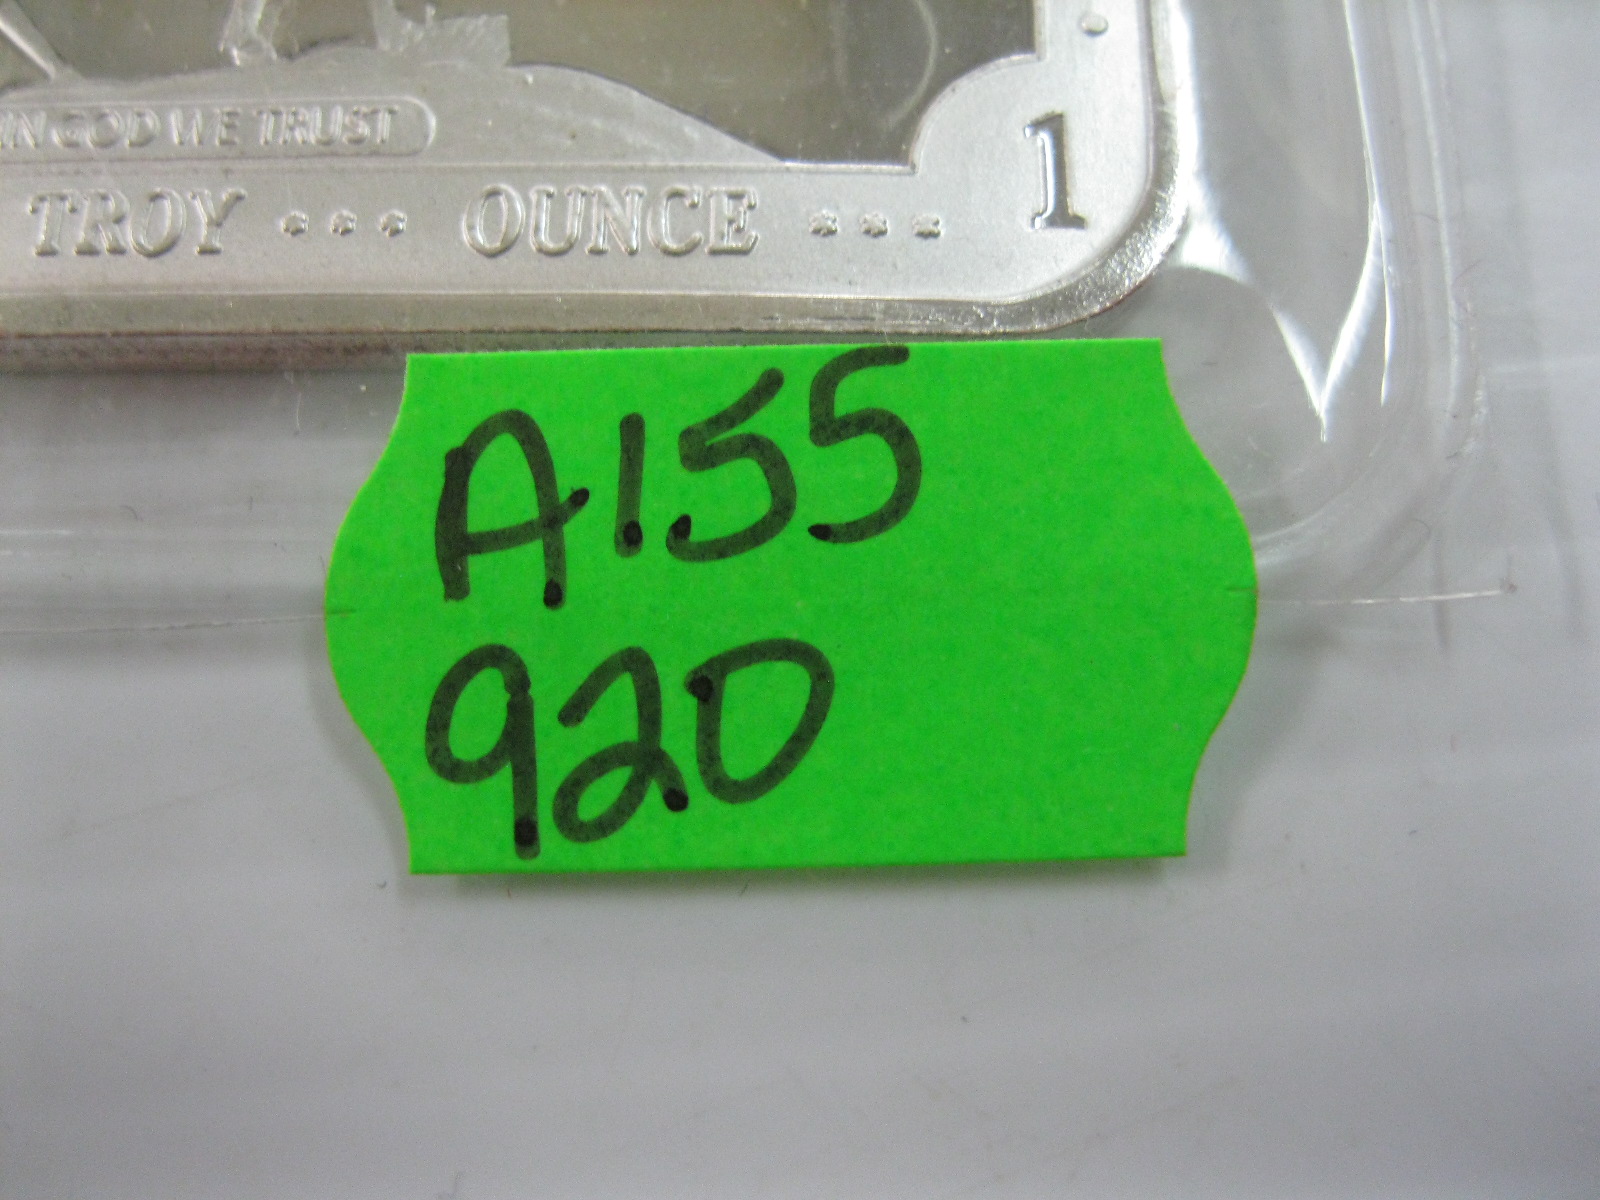 IN GOD WE TRUST
TROY ··· OUNCE ··· 1
A155
920